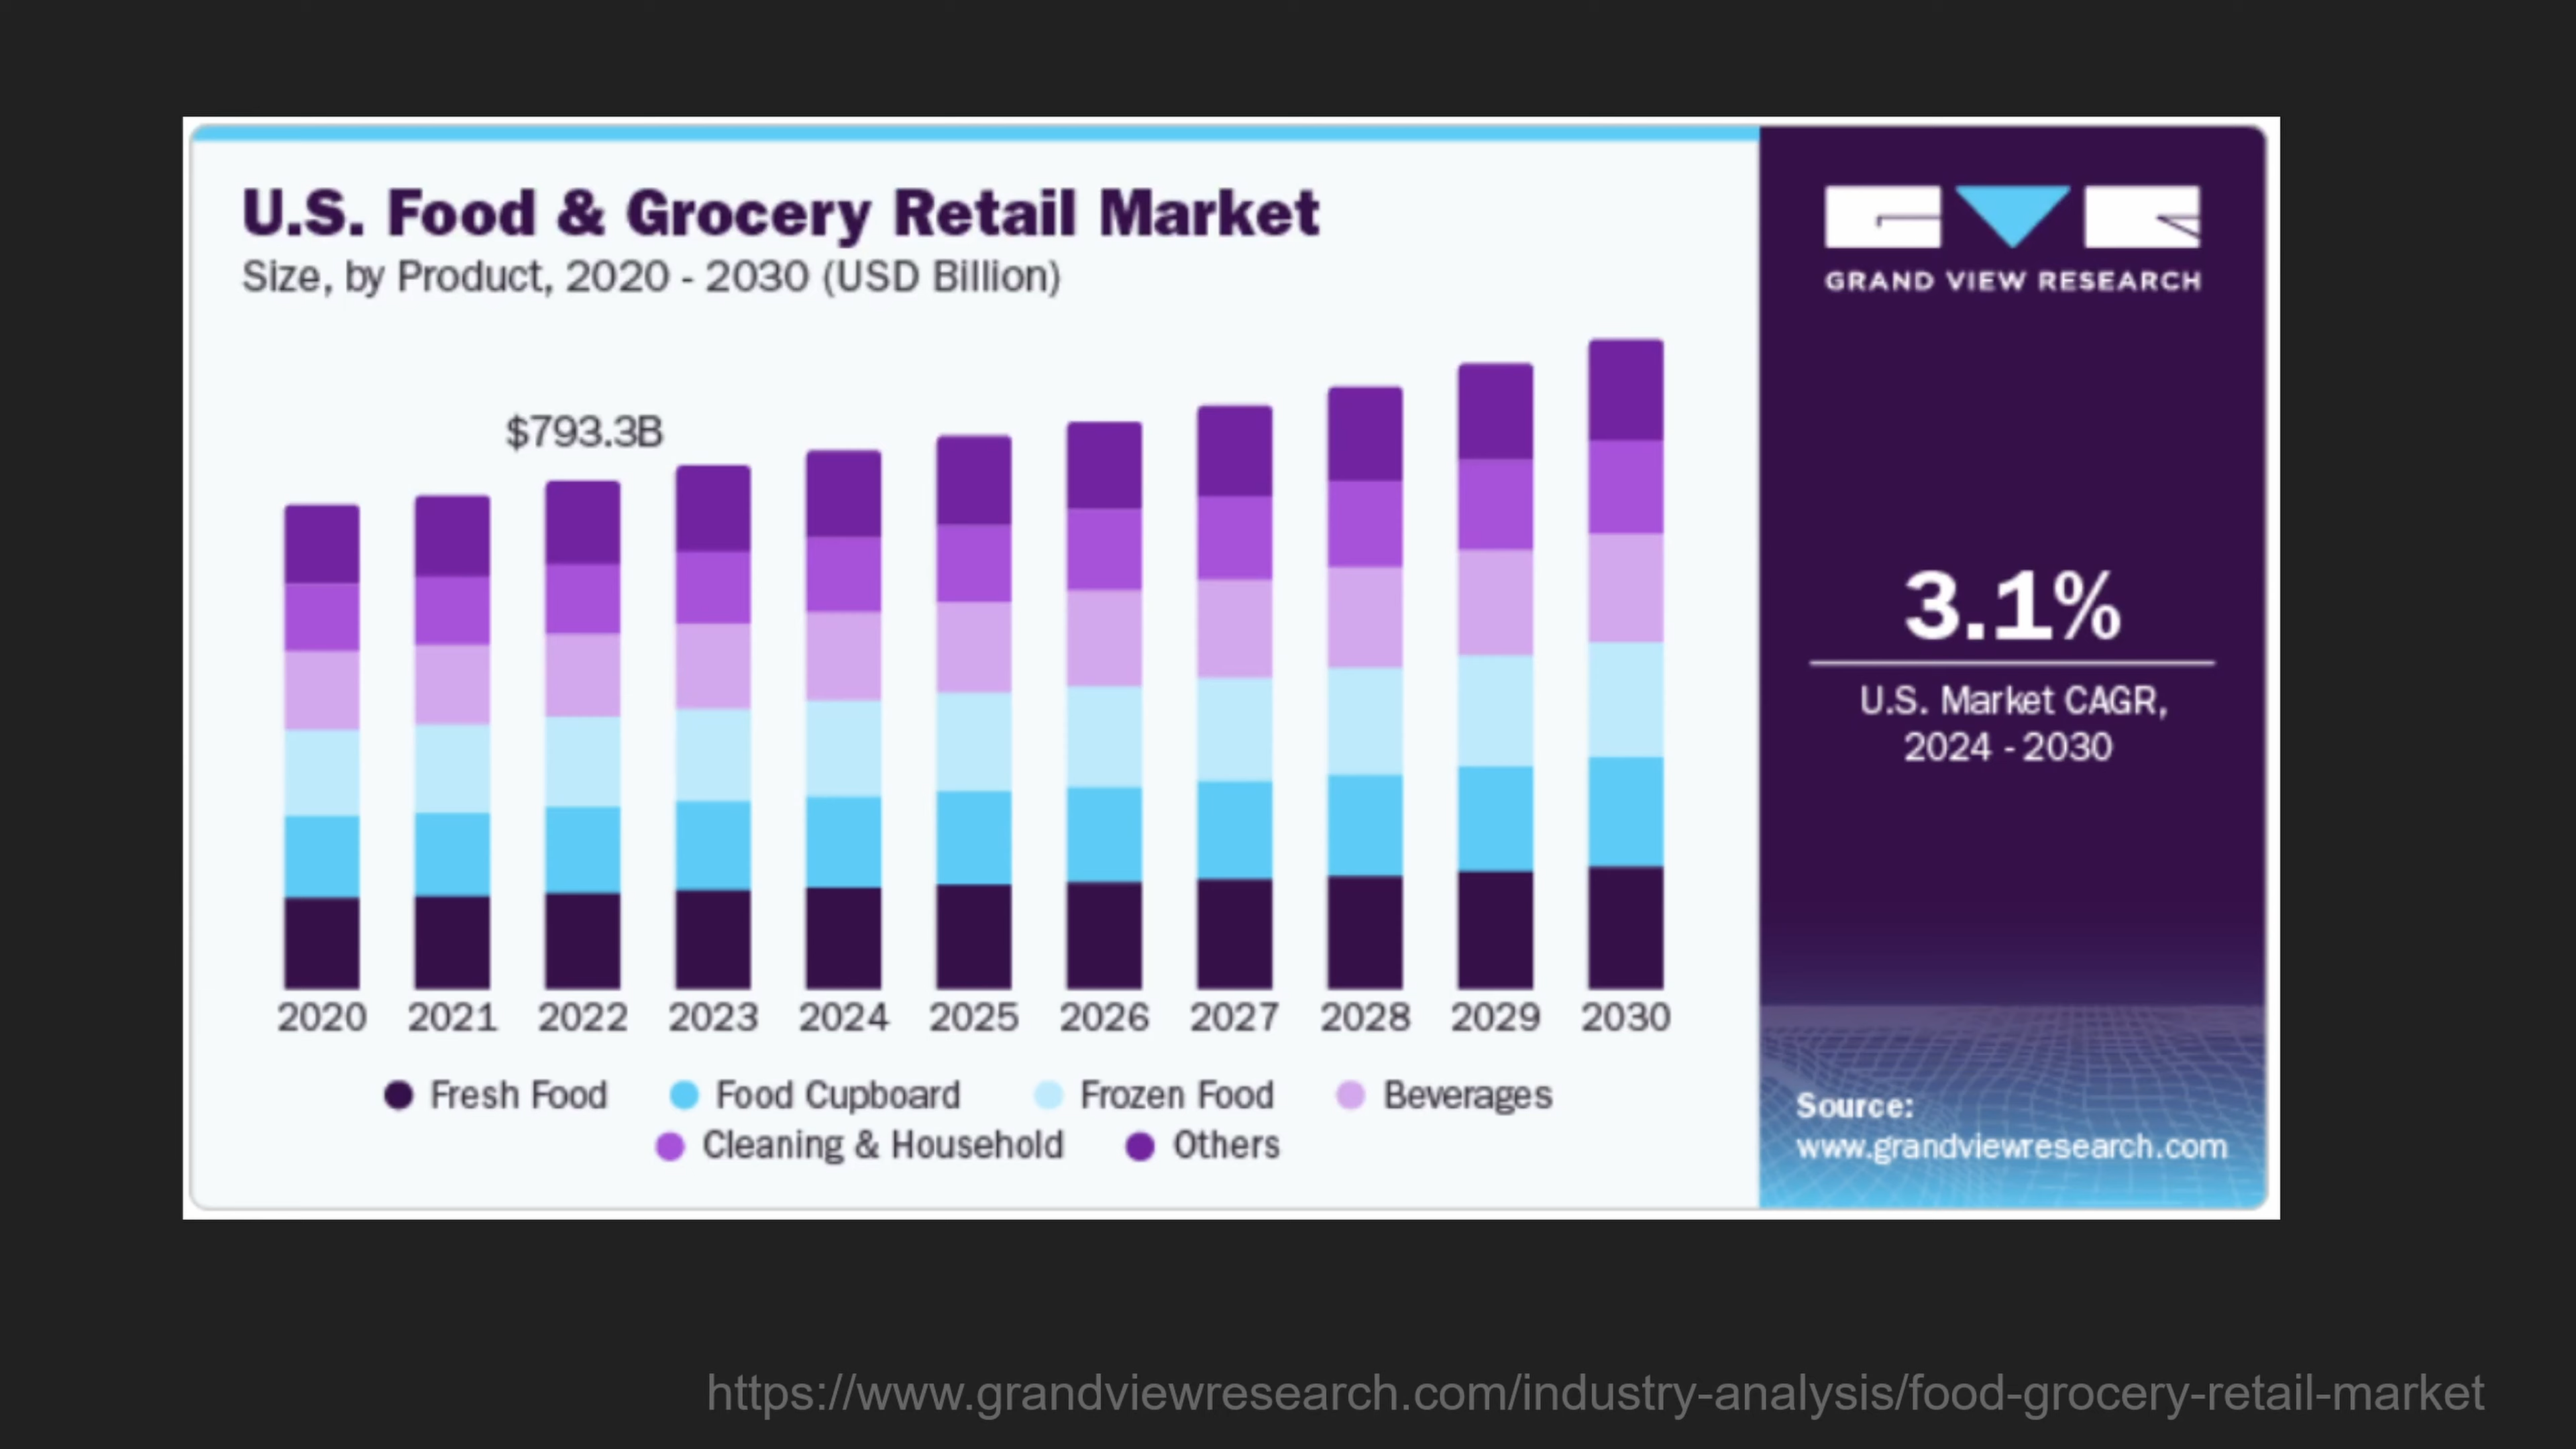 U.S. Food & Grocery Retail Market
Size, by Product, 2020 - 2030 (USD Billion)
$793.3B
2020 2021 2022 2023 2024 2025 2026 2027 2028 2029 2030
Fresh Food Food Cupboard Frozen Food Beverages
Cleaning & Household Others
GRAND VIEW RESEARCH
3.1%
U.S. Market CAGR,
2024 - 2030
Source:
www.grandviewresearch.com
https://www.grandviewresearch.com/industry-analysis/food-grocery-retail-market